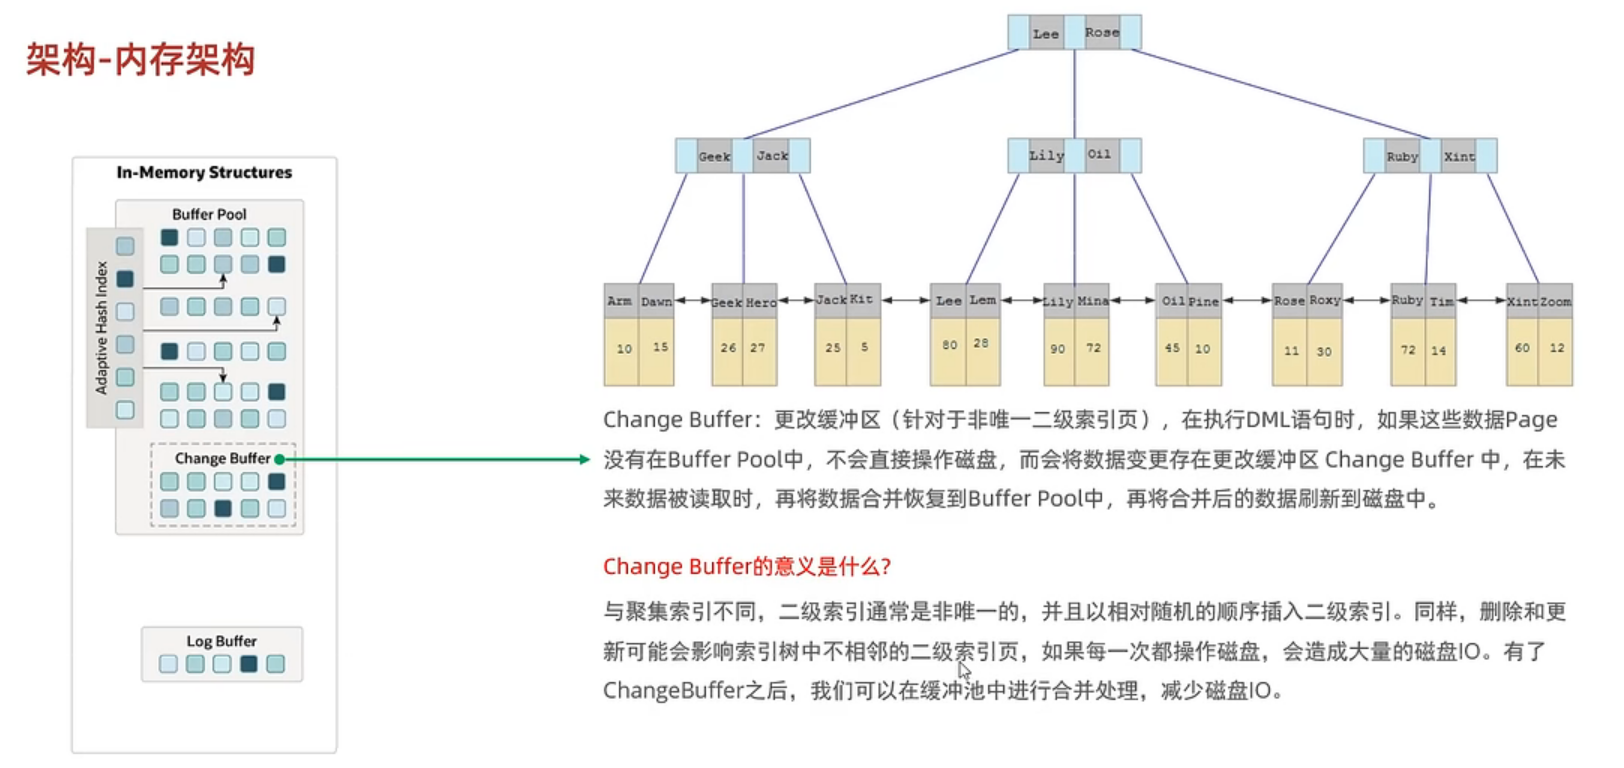 架构-内存架构
In-Memory Structures
Buffer Pool
Adaptive Hash Index
Change Buffer
Log Buffer
Lee Rose
Geek Jack
Lily Oil
Ruby Xint
Arm Dawn Geek Hero Jack Kit Lee Lem Lily Mina Oil Pine Rose Roxy Ruby Tim Xint Zoom
10 15 26 27 25 5 80 28 90 72 45 10 11 30 72 14 60 12
Change Buffer：更改缓冲区（针对于非唯一二级索引页），在执行DML语句时，如果这些数据Page
没有在Buffer Pool中，不会直接操作磁盘，而会将数据变更存在更改缓冲区 Change Buffer 中，在未
来数据被读取时，再将数据合并恢复到Buffer Pool中，再将合并后的数据刷新到磁盘中。
Change Buffer的意义是什么?
与聚集索引不同，二级索引通常是非唯一的，并且以相对随机的顺序插入二级索引。同样，删除和更
新可能会影响索引树中不相邻的二级索引页，如果每一次都操作磁盘，会造成大量的磁盘IO。有了
ChangeBuffer之后，我们可以在缓冲池中进行合并处理，减少磁盘IO。